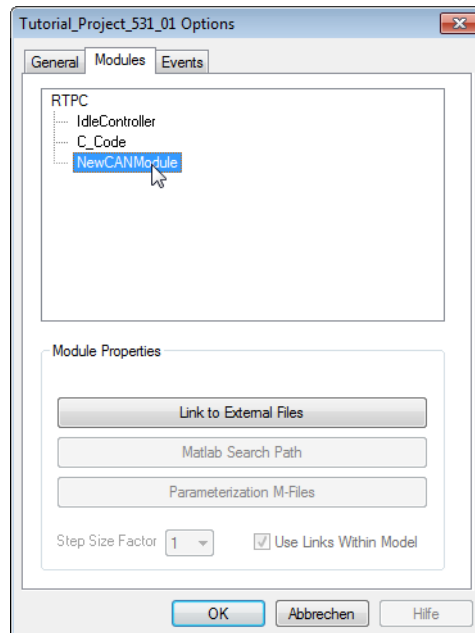 Tutorial_Project_531_01 Options
General Modules Events
RTPC
IdleController
C_Code
NewCANModule
Module Properties
Link to External Files
Matlab Search Path
Parameterization M-Files
Step Size Factor 1 Use Links Within Model
OK Abbrechen Hilfe